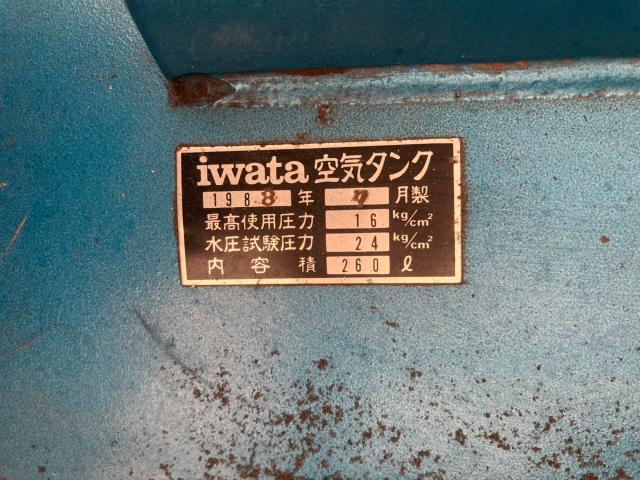 iwata 空気タンク
1988 年 7 月製
最高使用圧力 16 kg/cm²
水圧試験圧力 24 kg/cm²
内容積 260 ℓ